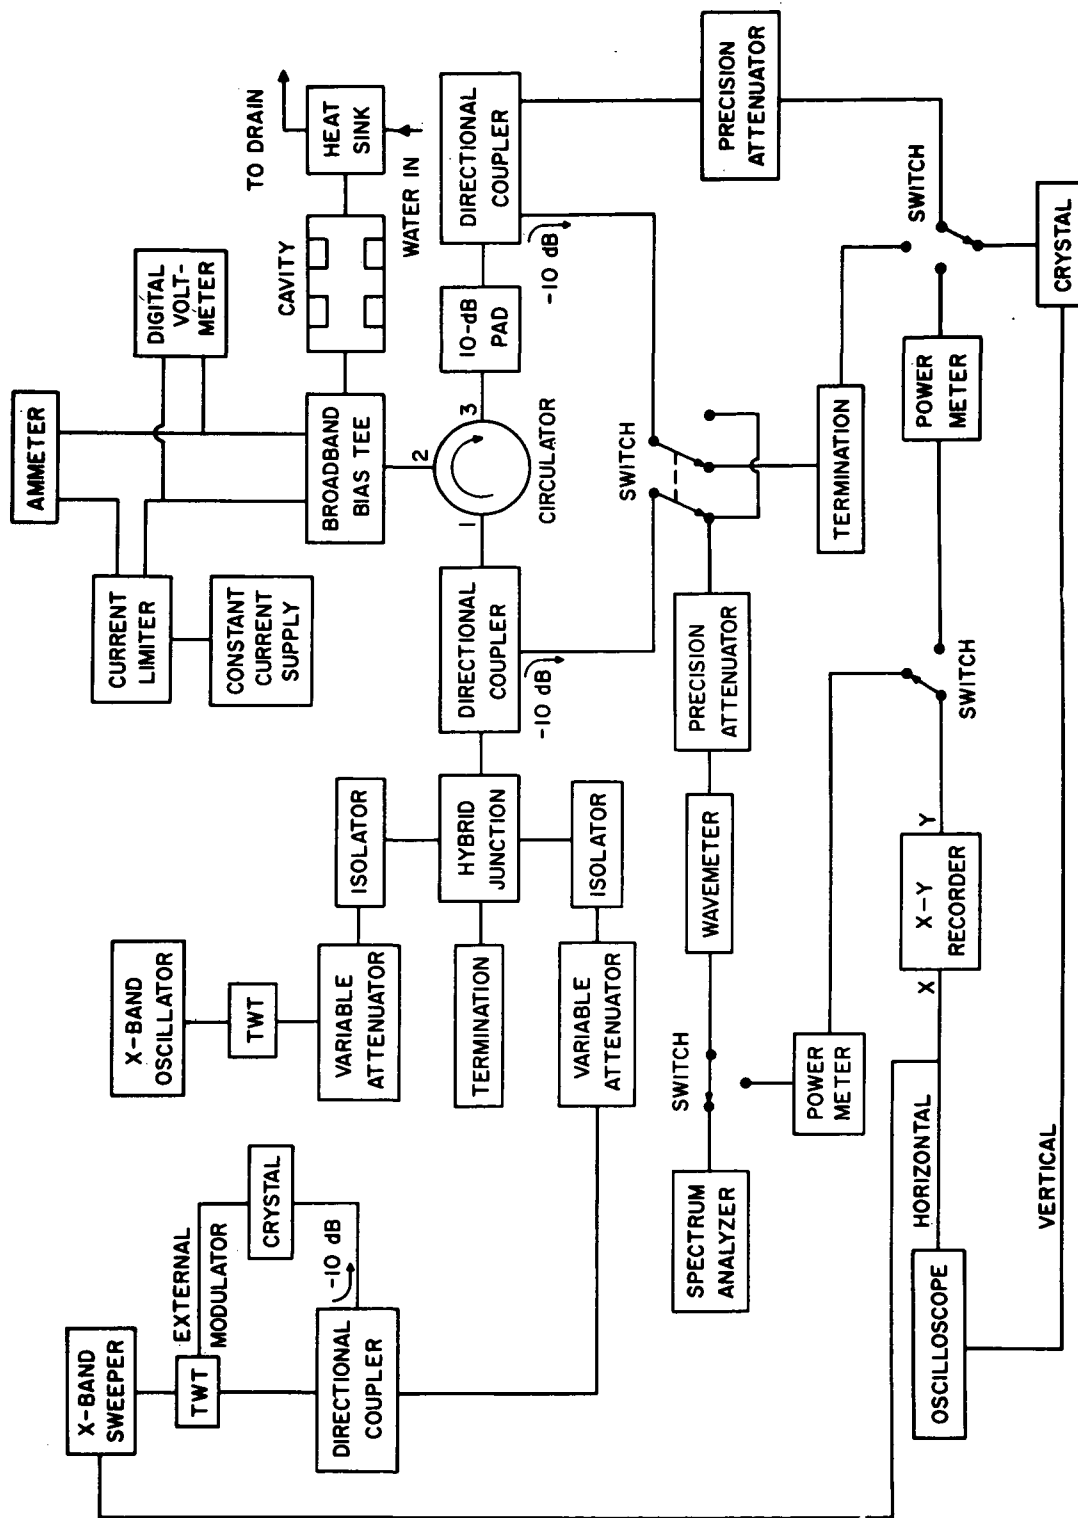 X-BAND
SWEEPER
TWT
EXTERNAL
MODULATOR
CRYSTAL
-10 dB
DIRECTIONAL
COUPLER
X-BAND
OSCILLATOR
TWT
VARIABLE
ATTENUATOR
ISOLATOR
TERMINATION
HYBRID
JUNCTION
VARIABLE
ATTENUATOR
ISOLATOR
CURRENT
LIMITER
CONSTANT
CURRENT
SUPPLY
AMMETER
DIGITAL
VOLT-
METER
BROADBAND
BIAS TEE
CAVITY
HEAT
SINK
TO DRAIN
WATER IN
DIRECTIONAL
COUPLER
-10 dB
1
2
3
CIRCULATOR
10-dB
PAD
DIRECTIONAL
COUPLER
-10 dB
SWITCH
PRECISION
ATTENUATOR
SPECTRUM
ANALYZER
SWITCH
WAVEMETER
PRECISION
ATTENUATOR
POWER
METER
TERMINATION
SWITCH
OSCILLOSCOPE
HORIZONTAL
X
X-Y
RECORDER
Y
SWITCH
POWER
METER
VERTICAL
CRYSTAL